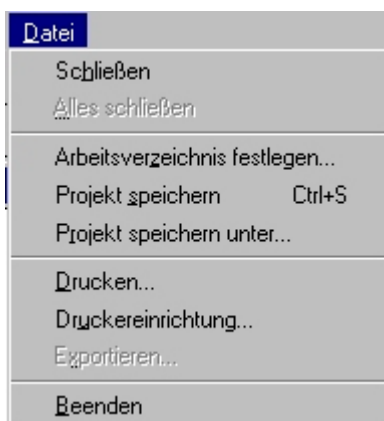 Datei
Schließen
Alles schließen
Arbeitsverzeichnis festlegen...
Projekt speichern Ctrl+S
Projekt speichern unter...
Drucken...
Druckereinrichtung...
Exportieren...
Beenden